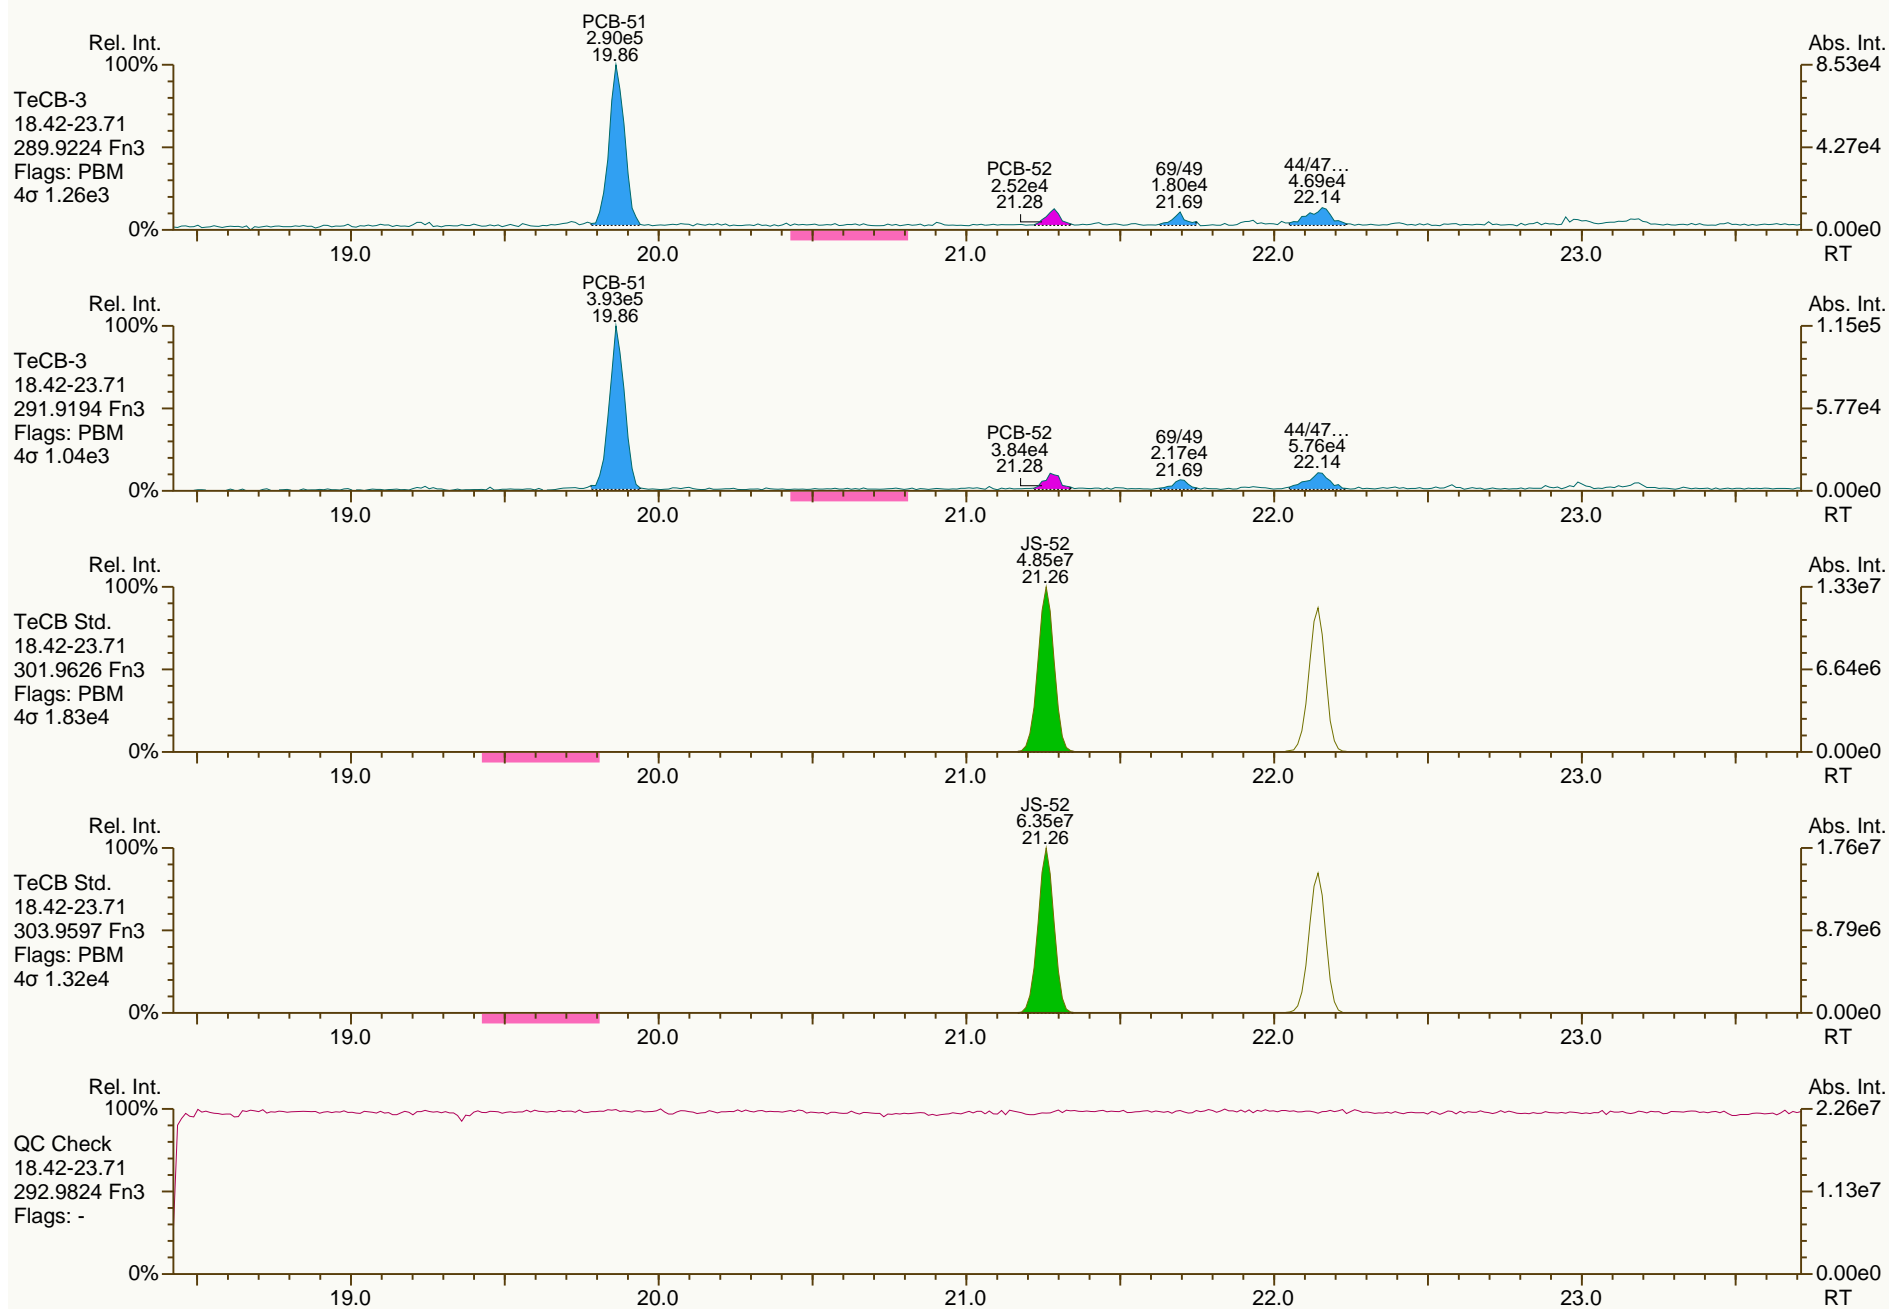 PCB-51
2.90e5
19.86
Rel. Int.
Abs. Int.
100%
8.53e4
TeCB-3
18.42-23.71
289.9224 Fn3
Flags: PBM
4σ 1.26e3
4.27e4
PCB-52
2.52e4
21.28
69/49
1.80e4
21.69
44/47...
4.69e4
22.14
0%
0.00e0
19.0 20.0 21.0 22.0 23.0 RT
PCB-51
3.93e5
19.86
Rel. Int.
Abs. Int.
100%
1.15e5
TeCB-3
18.42-23.71
291.9194 Fn3
Flags: PBM
4σ 1.04e3
5.77e4
PCB-52
3.84e4
21.28
69/49
2.17e4
21.69
44/47...
5.76e4
22.14
0%
0.00e0
19.0 20.0 21.0 22.0 23.0 RT
JS-52
4.85e7
21.26
Rel. Int.
Abs. Int.
100%
1.33e7
TeCB Std.
18.42-23.71
301.9626 Fn3
Flags: PBM
4σ 1.83e4
6.64e6
0%
0.00e0
19.0 20.0 21.0 22.0 23.0 RT
JS-52
6.35e7
21.26
Rel. Int.
Abs. Int.
100%
1.76e7
TeCB Std.
18.42-23.71
303.9597 Fn3
Flags: PBM
4σ 1.32e4
8.79e6
0%
0.00e0
19.0 20.0 21.0 22.0 23.0 RT
Rel. Int.
Abs. Int.
100%
2.26e7
QC Check
18.42-23.71
292.9824 Fn3
Flags: -
1.13e7
0%
0.00e0
19.0 20.0 21.0 22.0 23.0 RT